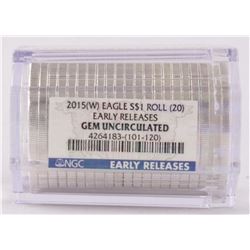 2015(W) EAGLE S$1 ROLL (20)
EARLY RELEASES
GEM UNCIRCULATED
4264183-(101-120)
NGC EARLY RELEASES